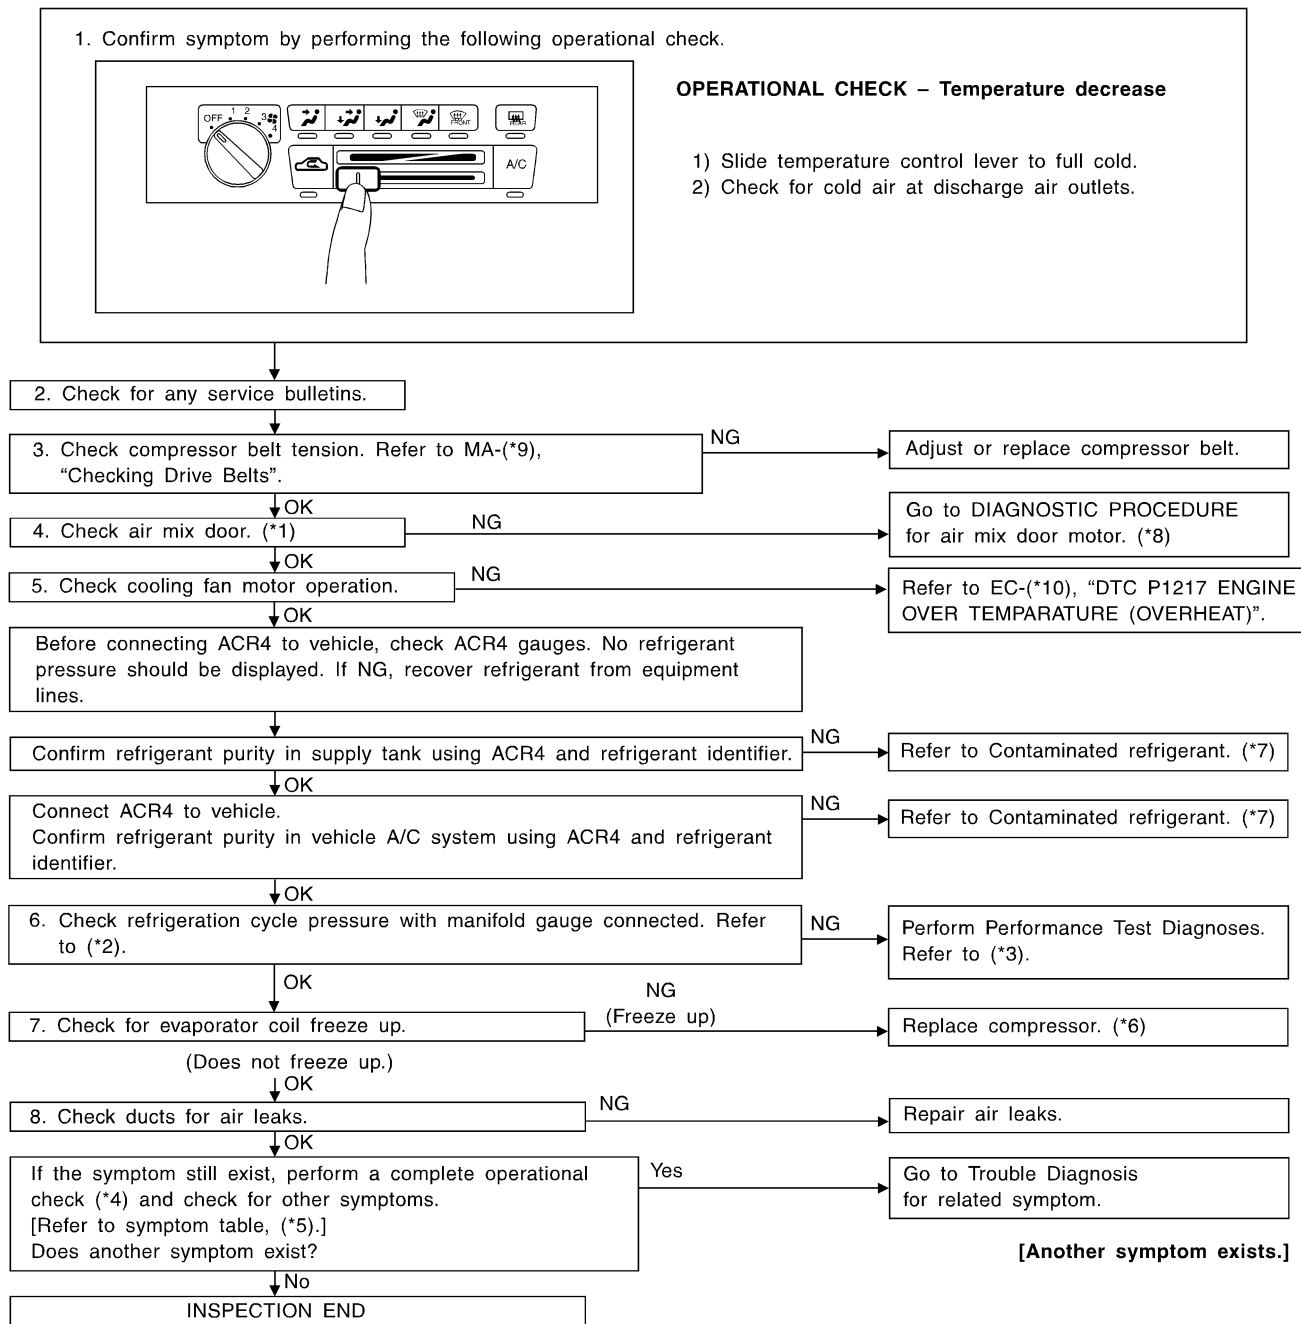 1. Confirm symptom by performing the following operational check.
OPERATIONAL CHECK – Temperature decrease
OFF 1 2 3 4
FRONT
REAR
A/C
1) Slide temperature control lever to full cold.
2) Check for cold air at discharge air outlets.
2. Check for any service bulletins.
3. Check compressor belt tension. Refer to MA-(*9),
“Checking Drive Belts”.
NG
Adjust or replace compressor belt.
OK
4. Check air mix door. (*1)
NG
Go to DIAGNOSTIC PROCEDURE
for air mix door motor. (*8)
OK
5. Check cooling fan motor operation.
NG
Refer to EC-(*10), “DTC P1217 ENGINE
OVER TEMPARATURE (OVERHEAT)”.
OK
Before connecting ACR4 to vehicle, check ACR4 gauges. No refrigerant
pressure should be displayed. If NG, recover refrigerant from equipment
lines.
Confirm refrigerant purity in supply tank using ACR4 and refrigerant identifier.
NG
Refer to Contaminated refrigerant. (*7)
OK
Connect ACR4 to vehicle.
Confirm refrigerant purity in vehicle A/C system using ACR4 and refrigerant
identifier.
NG
Refer to Contaminated refrigerant. (*7)
OK
6. Check refrigeration cycle pressure with manifold gauge connected. Refer
to (*2).
NG
Perform Performance Test Diagnoses.
Refer to (*3).
OK
7. Check for evaporator coil freeze up.
NG
(Freeze up)
Replace compressor. (*6)
(Does not freeze up.)
OK
8. Check ducts for air leaks.
NG
Repair air leaks.
OK
If the symptom still exist, perform a complete operational
check (*4) and check for other symptoms.
[Refer to symptom table, (*5).]
Does another symptom exist?
Yes
Go to Trouble Diagnosis
for related symptom.
[Another symptom exists.]
No
INSPECTION END